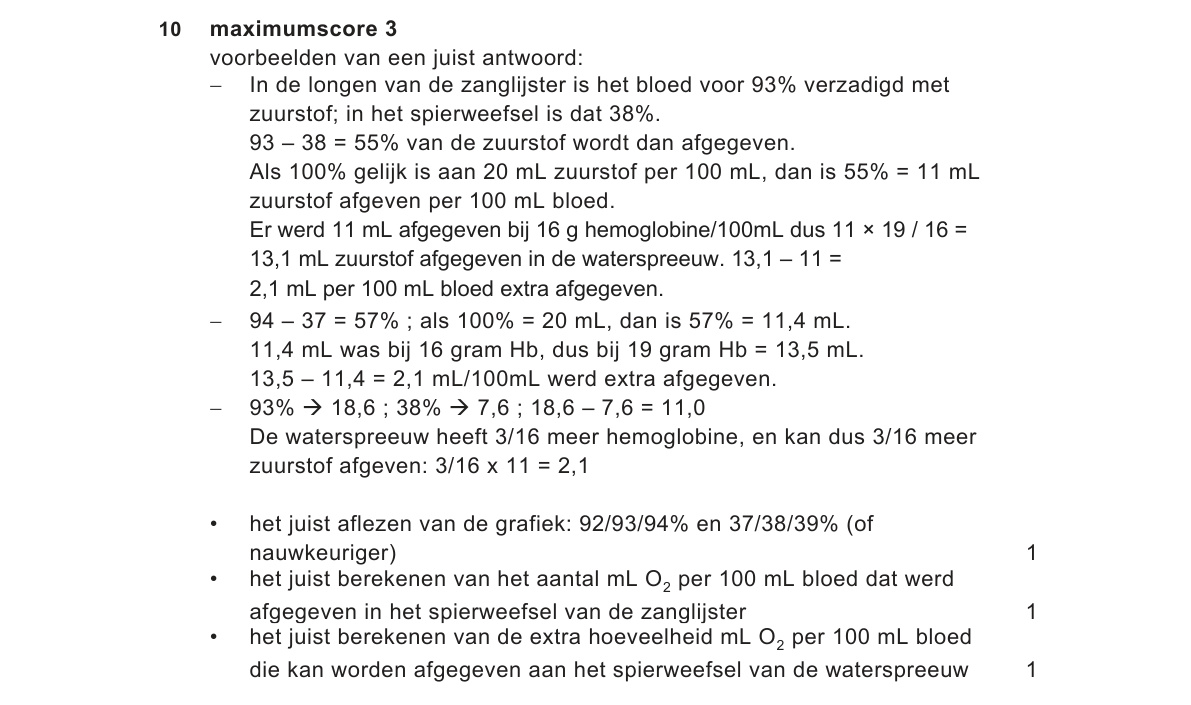 10 maximumscore 3
voorbeelden van een juist antwoord:
– In de longen van de zanglijster is het bloed voor 93% verzadigd met
zuurstof; in het spierweefsel is dat 38%.
93 – 38 = 55% van de zuurstof wordt dan afgegeven.
Als 100% gelijk is aan 20 mL zuurstof per 100 mL, dan is 55% = 11 mL
zuurstof afgeven per 100 mL bloed.
Er werd 11 mL afgegeven bij 16 g hemoglobine/100mL dus 11 × 19 / 16 =
13,1 mL zuurstof afgegeven in de waterspreeuw. 13,1 – 11 =
2,1 mL per 100 mL bloed extra afgegeven.
– 94 – 37 = 57% ; als 100% = 20 mL, dan is 57% = 11,4 mL.
11,4 mL was bij 16 gram Hb, dus bij 19 gram Hb = 13,5 mL.
13,5 – 11,4 = 2,1 mL/100mL werd extra afgegeven.
– 93% → 18,6 ; 38% → 7,6 ; 18,6 – 7,6 = 11,0
De waterspreeuw heeft 3/16 meer hemoglobine, en kan dus 3/16 meer
zuurstof afgeven: 3/16 x 11 = 2,1
• het juist aflezen van de grafiek: 92/93/94% en 37/38/39% (of
nauwkeuriger) 1
• het juist berekenen van het aantal mL O₂ per 100 mL bloed dat werd
afgegeven in het spierweefsel van de zanglijster 1
• het juist berekenen van de extra hoeveelheid mL O₂ per 100 mL bloed
die kan worden afgegeven aan het spierweefsel van de waterspreeuw 1